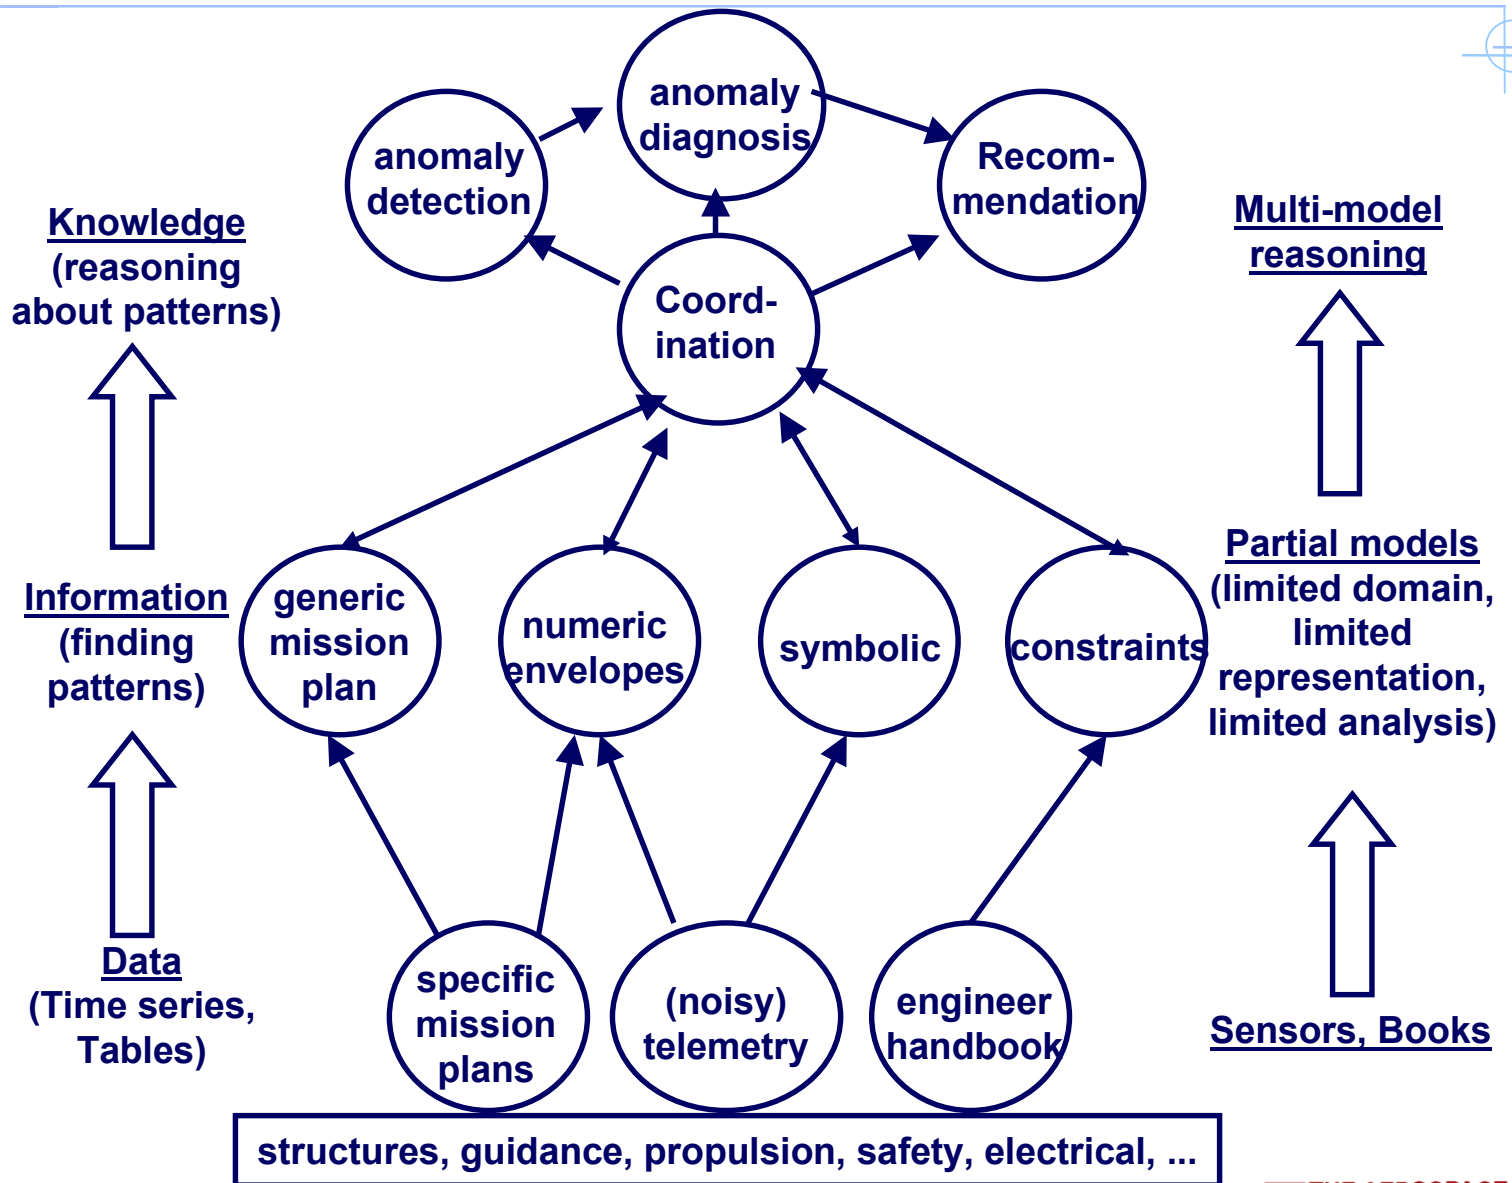 anomaly
diagnosis
anomaly
detection
Recom-
mendation
Knowledge
(reasoning
about patterns)
Multi-model
reasoning
Coord-
ination
Information
(finding
patterns)
generic
mission
plan
numeric
envelopes
symbolic
constraints
Partial models
(limited domain,
limited
representation,
limited analysis)
Data
(Time series,
Tables)
specific
mission
plans
(noisy)
telemetry
engineer
handbook
Sensors, Books
structures, guidance, propulsion, safety, electrical, ...
THE AEROSPACE